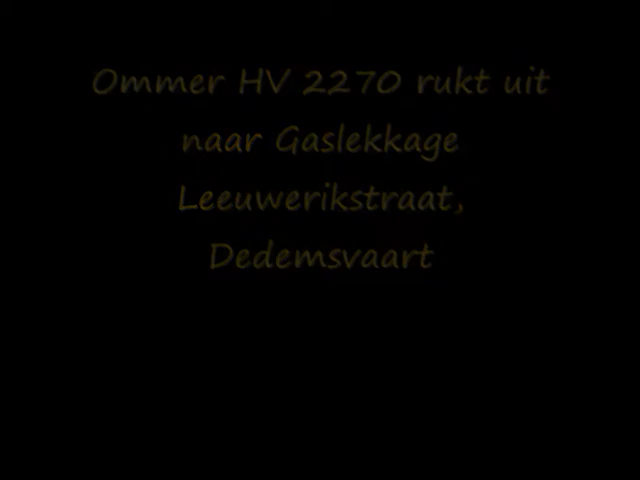 Ommer HV 2270 rukt uit
naar Gaslekkage
Leeuwerikstraat,
Dedemsvaart